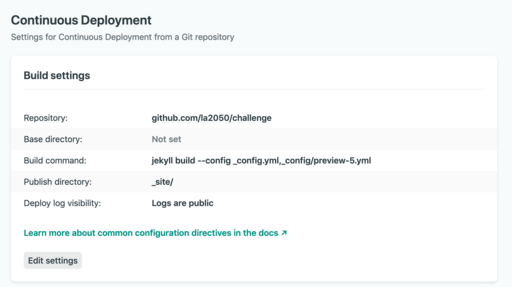 Continuous Deployment
Settings for Continuous Deployment from a Git repository
Build settings
Repository: github.com/la2050/challenge
Base directory: Not set
Build command: jekyll build --config _config.yml,_config/preview-5.yml
Publish directory: _site/
Deploy log visibility: Logs are public
Learn more about common configuration directives in the docs ↗
Edit settings